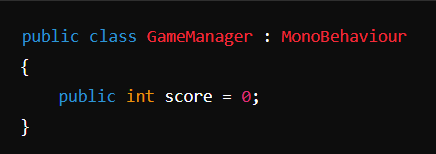 public class GameManager : MonoBehaviour
{
    public int score = 0;
}